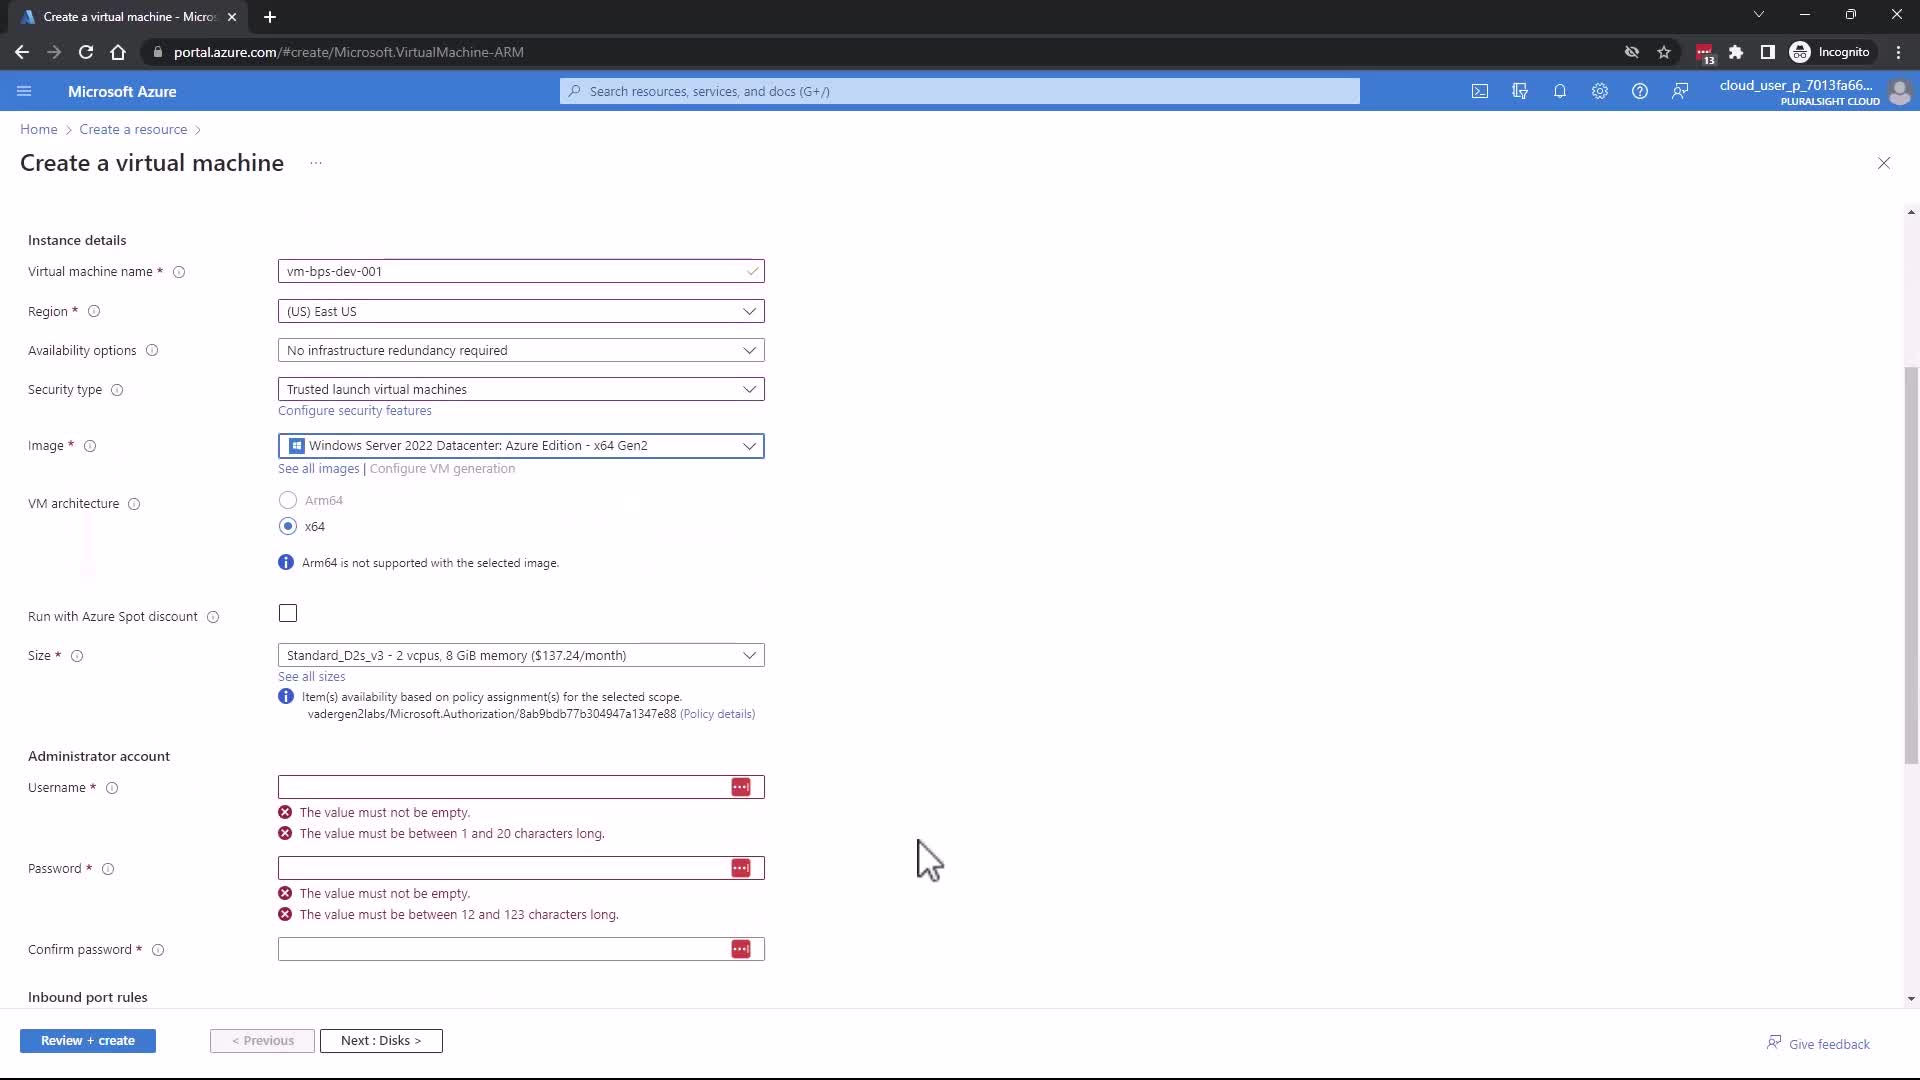 Create a virtual machine - Micros
portal.azure.com/#create/Microsoft.VirtualMachine-ARM
13
Incognito
Microsoft Azure
Search resources, services, and docs (G+/)
cloud_user_p_7013fa66...
PLURALSIGHT CLOUD
Home > Create a resource >
Create a virtual machine ...
Instance details
Virtual machine name *
vm-bps-dev-001
Region *
(US) East US
Availability options
No infrastructure redundancy required
Security type
Trusted launch virtual machines
Configure security features
Image *
Windows Server 2022 Datacenter: Azure Edition - x64 Gen2
See all images | Configure VM generation
VM architecture
Arm64
x64
Arm64 is not supported with the selected image.
Run with Azure Spot discount
Size *
Standard_D2s_v3 - 2 vcpus, 8 GiB memory ($137.24/month)
See all sizes
Item(s) availability based on policy assignment(s) for the selected scope.
vadergen2labs/Microsoft.Authorization/8ab9bdb77b304947a1347e88 (Policy details)
Administrator account
Username *
The value must not be empty.
The value must be between 1 and 20 characters long.
Password *
The value must not be empty.
The value must be between 12 and 123 characters long.
Confirm password *
Inbound port rules
Review + create
< Previous
Next : Disks >
Give feedback